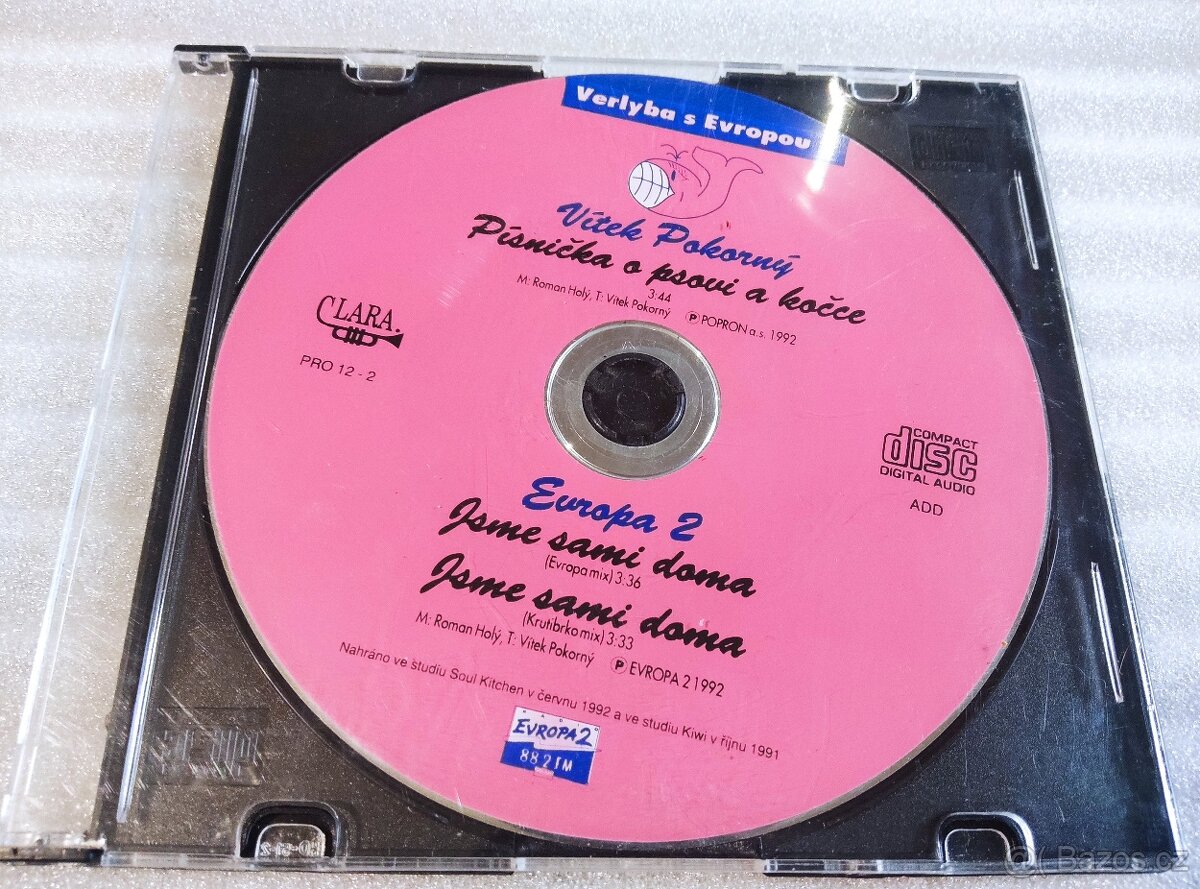 Verlyba s Evropou
Vítek Pokorný
Písnička o psovi a kočce
3:44
M: Roman Holý, T: Vítek Pokorný
Ⓟ POPRON a.s. 1992
CLARA.
PRO 12 - 2
COMPACT
disc
DIGITAL AUDIO
ADD
Evropa 2
Jsme sami doma
(Evropa mix) 3:36
Jsme sami doma
(Krutibrko mix) 3:33
M: Roman Holý, T: Vítek Pokorný
Ⓟ EVROPA 2 1992
Nahráno ve studiu Soul Kitchen v červnu 1992 a ve studiu Kiwi v říjnu 1991
RADIO
EVROPA 2
88.2 FM
Bazos.cz